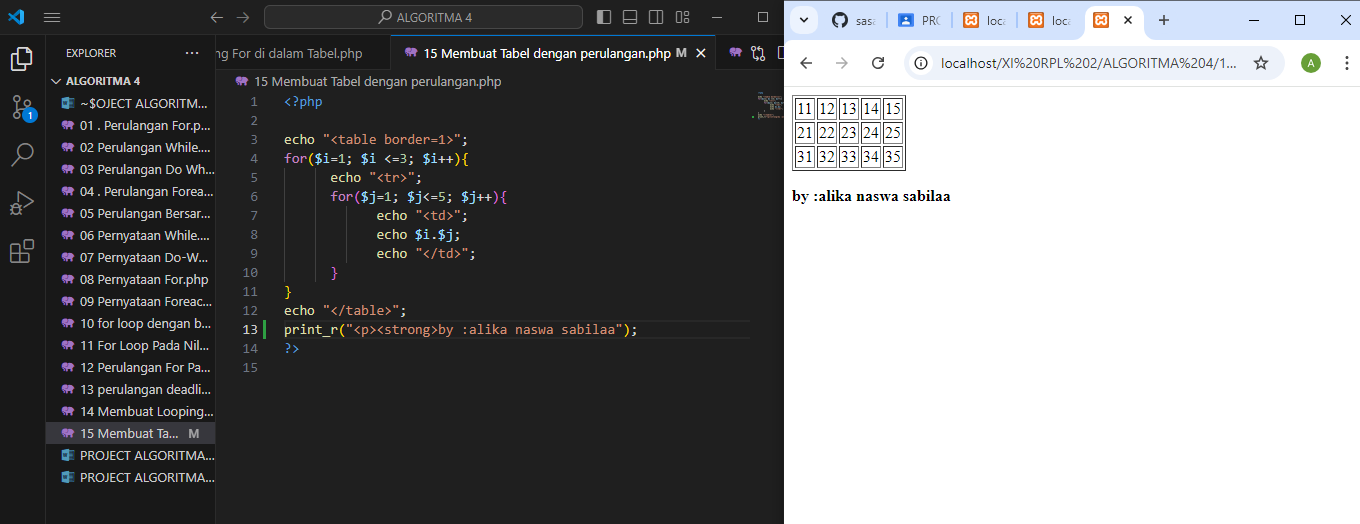 ALGORITMA 4
EXPLORER
ALGORITMA 4
~$OJECT ALGORITM...
01 . Perulangan For.p...
02 Perulangan While....
03 Perulangan Do Wh...
04 . Perulangan Forea...
05 Perulangan Bersar...
06 Pernyataan While....
07 Pernyataan Do-W...
08 Pernyataan For.php
09 Pernyataan Foreac...
10 for loop dengan b...
11 For Loop Pada Nil...
12 Perulangan For Pa...
13 perulangan deadli...
14 Membuat Looping...
15 Membuat Ta... M
PROJECT ALGORITMA...
PROJECT ALGORITMA...
1
ng For di dalam Tabel.php
15 Membuat Tabel dengan perulangan.php M
15 Membuat Tabel dengan perulangan.php
1 <?php
2
3 echo "<table border=1>";
4 for($i=1; $i <=3; $i++){
5 echo "<tr>";
6 for($j=1; $j<=5; $j++){
7 echo "<td>";
8 echo $i.$j;
9 echo "</td>";
10 }
11 }
12 echo "</table>";
13 print_r("<p><strong>by :alika naswa sabilaa");
14 ?>
15
sasa
PRO
loca
loca
localhost/XI%20RPL%202/ALGORITMA%204/1...
A
11 12 13 14 15
21 22 23 24 25
31 32 33 34 35
by :alika naswa sabilaa